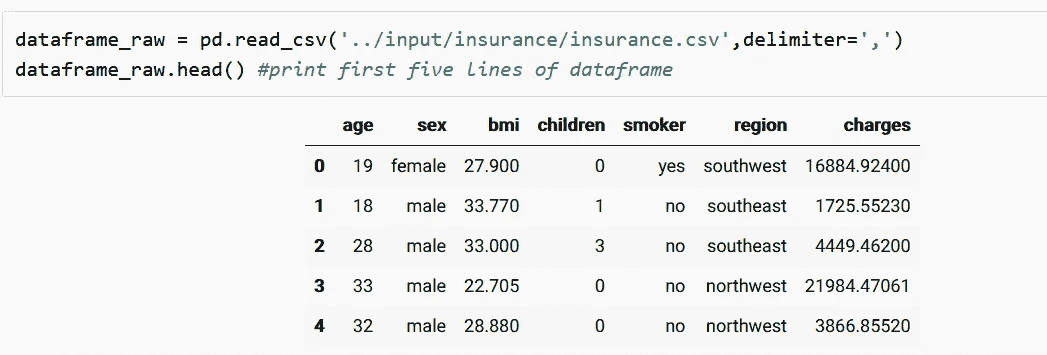 dataframe_raw = pd.read_csv('../input/insurance/insurance.csv',delimiter=',')
dataframe_raw.head() #print first five lines of dataframe
age sex bmi children smoker region charges
0 19 female 27.900 0 yes southwest 16884.92400
1 18 male 33.770 1 no southeast 1725.55230
2 28 male 33.000 3 no southeast 4449.46200
3 33 male 22.705 0 no northwest 21984.47061
4 32 male 28.880 0 no northwest 3866.85520